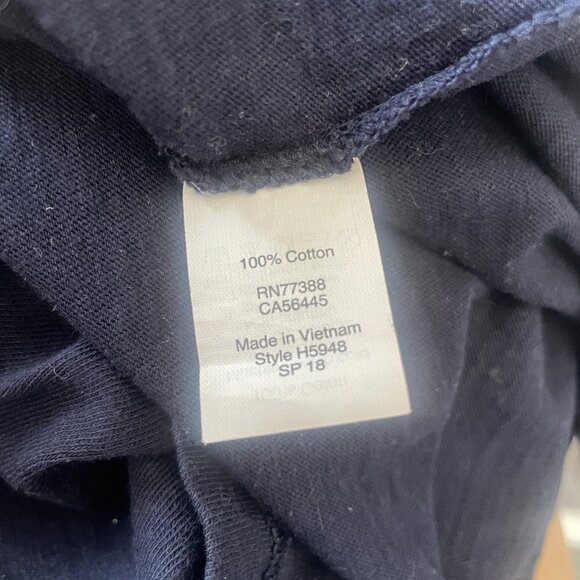 100% Cotton
RN77388
CA56445
Made in Vietnam
Style H5948
SP 18